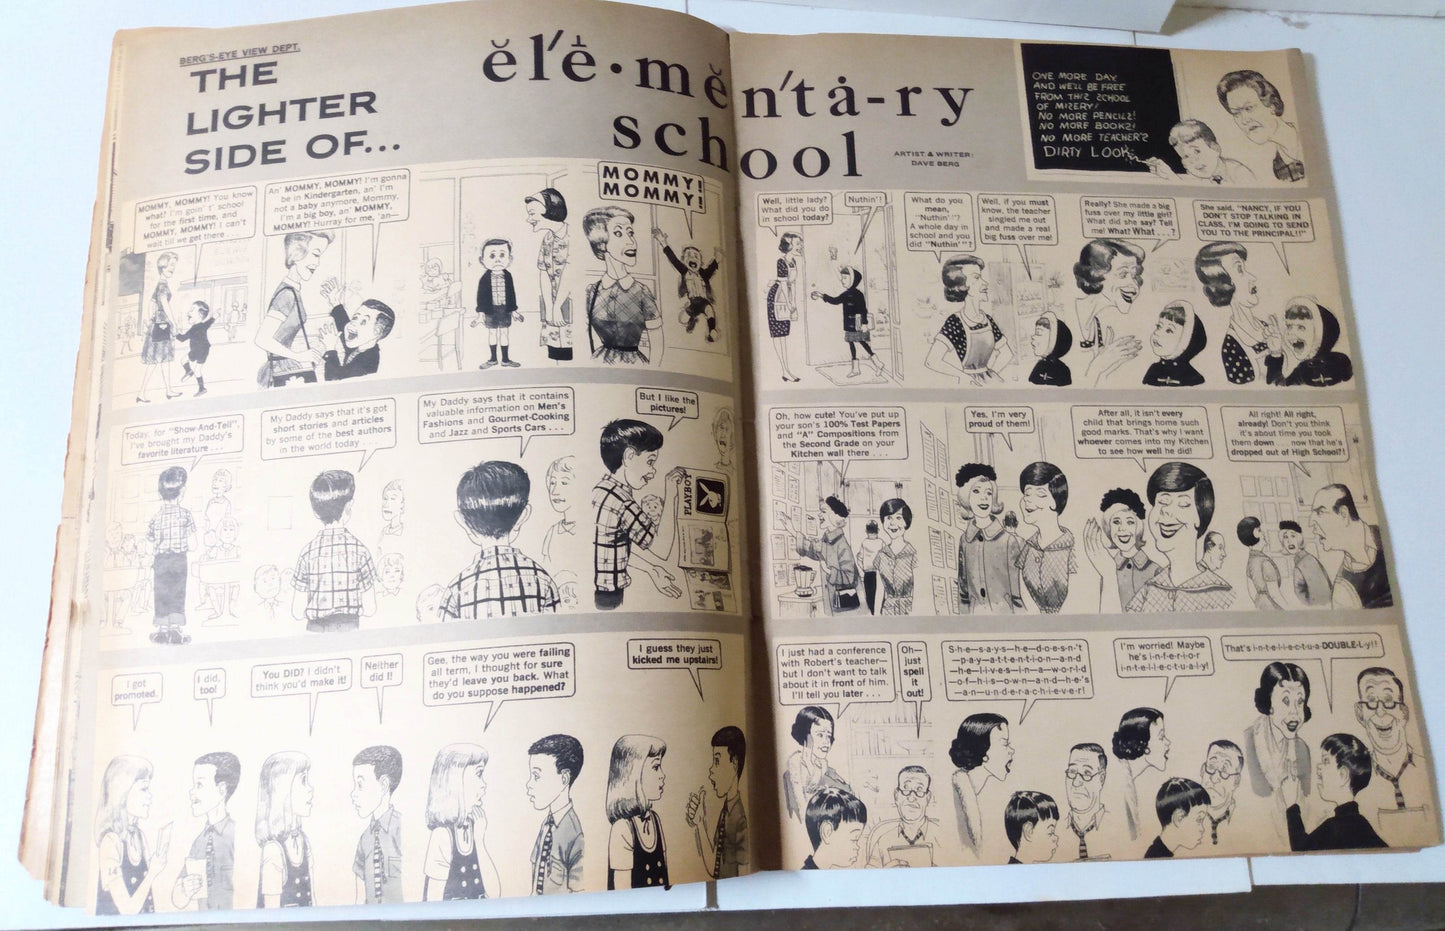 BERG'S-EYE VIEW DEPT.
THE
LIGHTER
SIDE OF...
ĕl′ė·mĕn′tȧ-ry
school
ARTIST & WRITER:
DAVE BERG
ONE MORE DAY
AND WE'LL BE FREE
FROM THIS SCHOOL
OF MISERY!
NO MORE PENCILS!
NO MORE BOOKS!
NO MORE TEACHER'S
DIRTY LOOK
MOMMY, MOMMY! You know
what? I'm goin' t' school
for the first time, and
MOMMY, MOMMY! I can't
wait till we get there . . .
An' MOMMY, MOMMY! I'm gonna
be in Kindergarten, an' I'm
not a baby anymore, Mommy,
I'm a big boy, an' MOMMY,
MOMMY! Hurray for me, 'an—
MOMMY!
MOMMY!
Well, little lady?
What did you do
in school today?
Nuthin'!
What do you
mean,
"Nuthin'"?
A whole day in
school and you
did "Nuthin'"?
Well, if you must
know, the teacher
singled me out
and made a real
big fuss over me!
Really? She made a big
fuss over my little girl?
What did she say? Tell
me! What? What . . . ?
She said, "NANCY, IF YOU
DON'T STOP TALKING IN
CLASS, I'M GOING TO SEND
YOU TO THE PRINCIPAL!!"
Today, for "Show-And-Tell",
I've brought my Daddy's
favorite literature . . .
My Daddy says that it's got
short stories and articles
by some of the best authors
in the world today . . .
My Daddy says that it contains
valuable information on Men's
Fashions and Gourmet-Cooking
and Jazz and Sports Cars . . .
But I like the
pictures!
PLAYBOY
Oh, how cute! You've put up
your son's 100% Test Papers
and "A" Compositions from
the Second Grade on your
Kitchen wall there . . .
Yes, I'm very
proud of them!
After all, it isn't every
child that brings home such
good marks. That's why I want
whoever comes into my Kitchen
to see how well he did!
All right! All right,
already! Don't you think
it's about time you took
them down . . . now that he's
dropped out of High School?!
I got
promoted.
I did,
too!
You DID? I didn't
think you'd make it!
Neither
did I!
Gee, the way you were failing
all term, I thought for sure
they'd leave you back. What
do you suppose happened?
I guess they just
kicked me upstairs!
I just had a conference
with Robert's teacher—
but I don't want to talk
about it in front of him.
I'll tell you later . . .
Oh—
just
spell
it
out!
S-h-e—s-a-y-s—h-e—d-o-e-s-n-'t
—p-a-y—a-t-t-e-n-t-i-o-n—a-n-d
—h-e—l-i-v-e-s—i-n—a—w-o-r-l-d
—o-f—h-i-s—o-w-n—a-n-d—h-e-'s
—a-n—u-n-d-e-r-a-c-h-i-e-v-e-r!
I'm worried! Maybe
he's i-n-f-e-r-i-o-r
i-n-t-e-l-l-e-c-t-u-a-l-y!
That's i-n-t-e-l-l-e-c-t-u-a DOUBLE-L-y!!
14